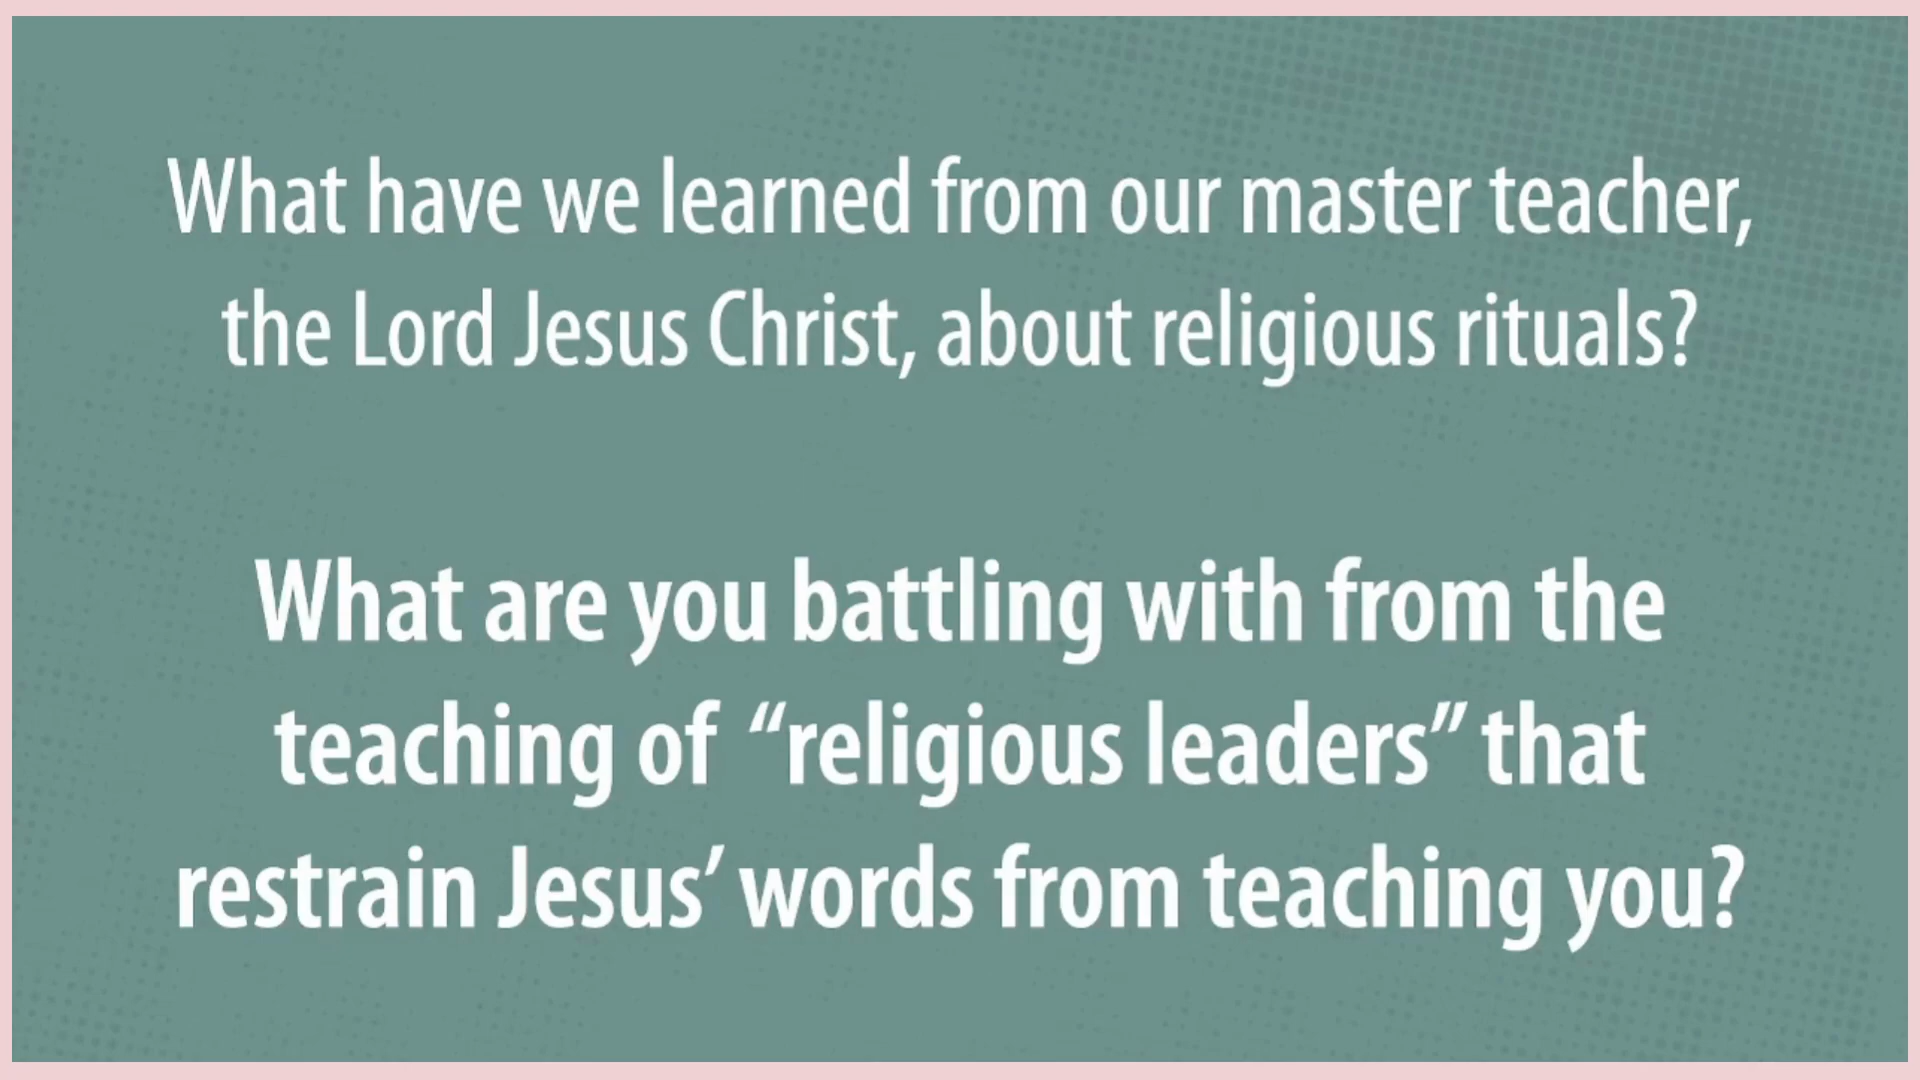 What have we learned from our master teacher,
the Lord Jesus Christ, about religious rituals?
What are you battling with from the
teaching of “religious leaders” that
restrain Jesus’ words from teaching you?